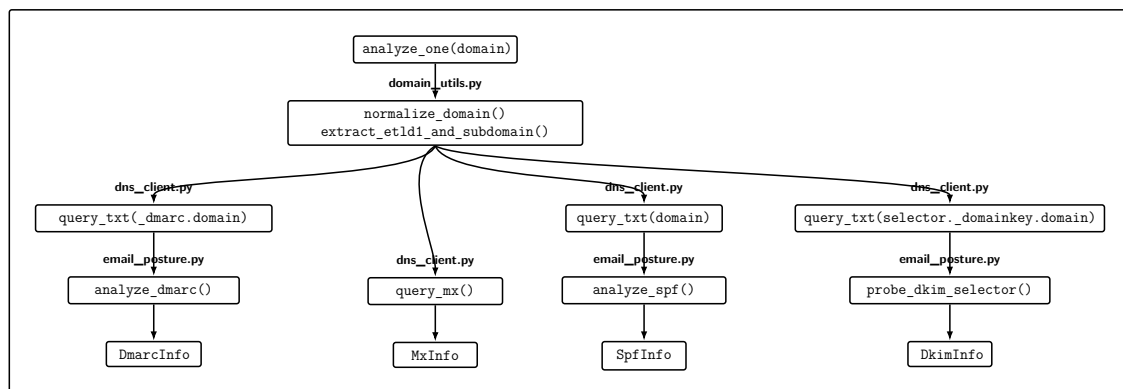 analyze_one(domain)
domain_utils.py
normalize_domain()
extract_etld1_and_subdomain()
dns_client.py
dns_client.py
dns_client.py
query_txt(_dmarc.domain)
query_txt(domain)
query_txt(selector._domainkey.domain)
email_posture.py
dns_client.py
email_posture.py
email_posture.py
analyze_dmarc()
query_mx()
analyze_spf()
probe_dkim_selector()
DmarcInfo
MxInfo
SpfInfo
DkimInfo